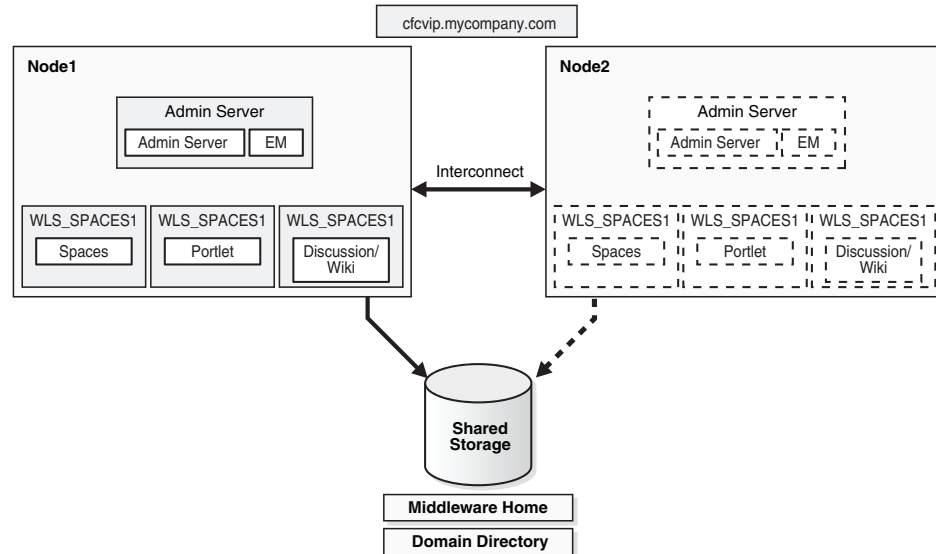 cfcvip.mycompany.com
Node1
Admin Server
Admin Server
EM
WLS_SPACES1
Spaces
WLS_SPACES1
Portlet
WLS_SPACES1
Discussion/
Wiki
Interconnect
Node2
Admin Server
Admin Server
EM
WLS_SPACES1
Spaces
WLS_SPACES1
Portlet
WLS_SPACES1
Discussion/
Wiki
Shared
Storage
Middleware Home
Domain Directory